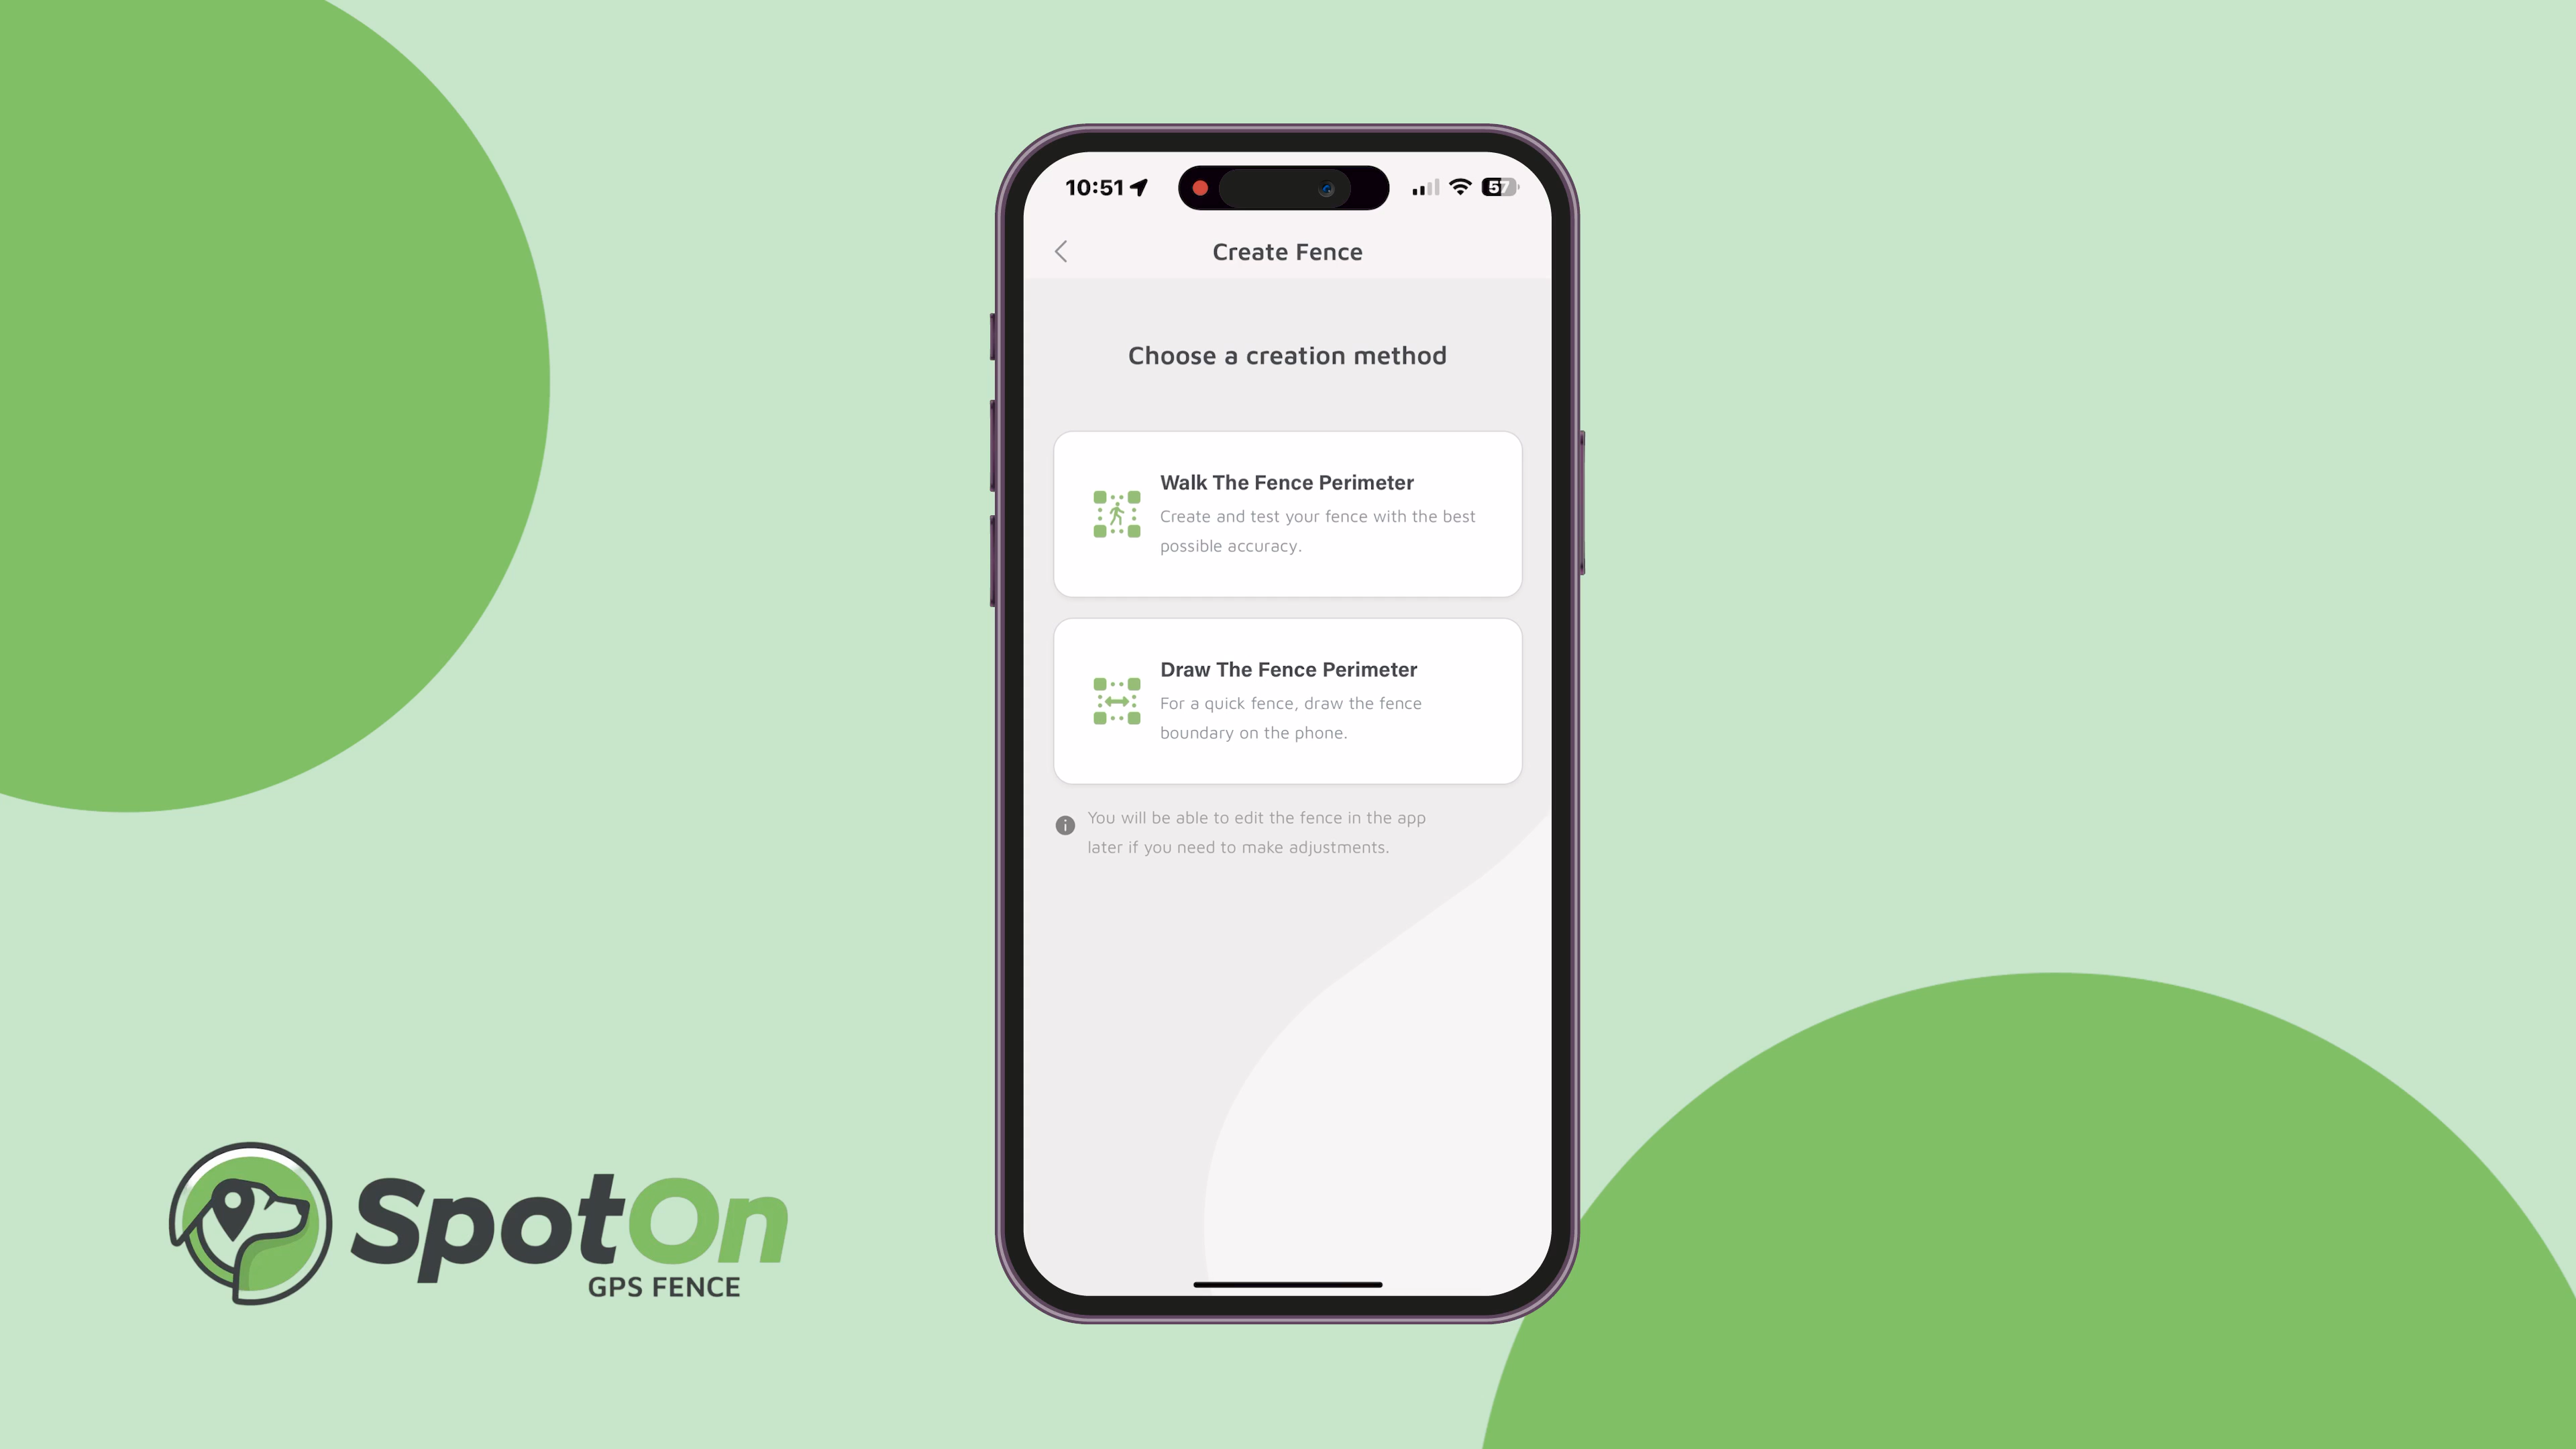 10:51
57
Create Fence
Choose a creation method
Walk The Fence Perimeter
Create and test your fence with the best
possible accuracy.
Draw The Fence Perimeter
For a quick fence, draw the fence
boundary on the phone.
You will be able to edit the fence in the app
later if you need to make adjustments.
SpotOn
GPS FENCE